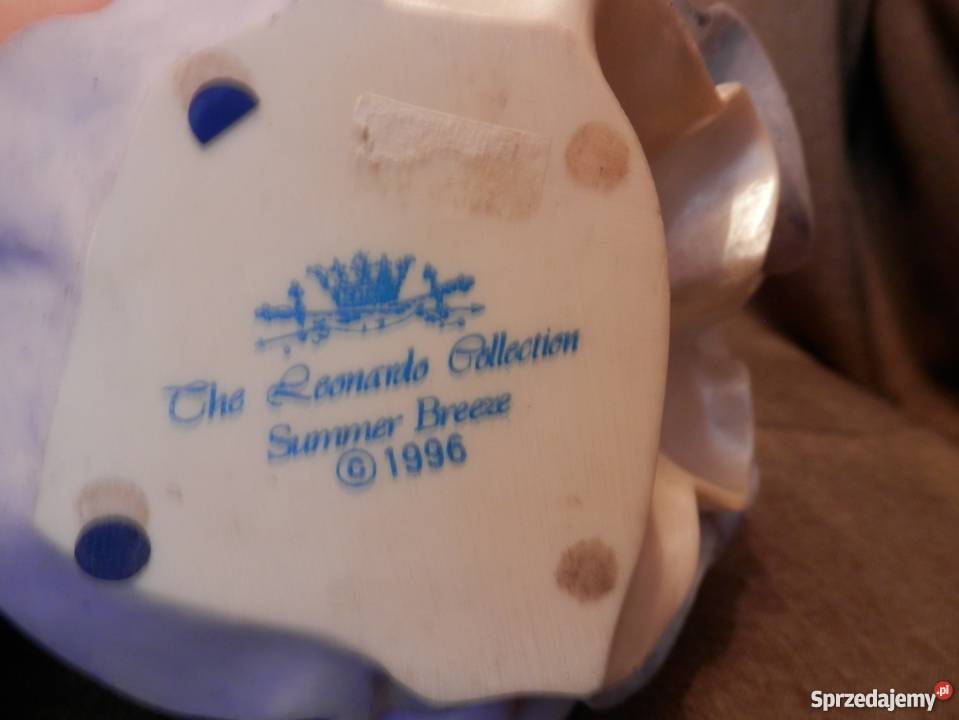 The Leonardo Collection
Summer Breeze
© 1996
Sprzedajemy.pl